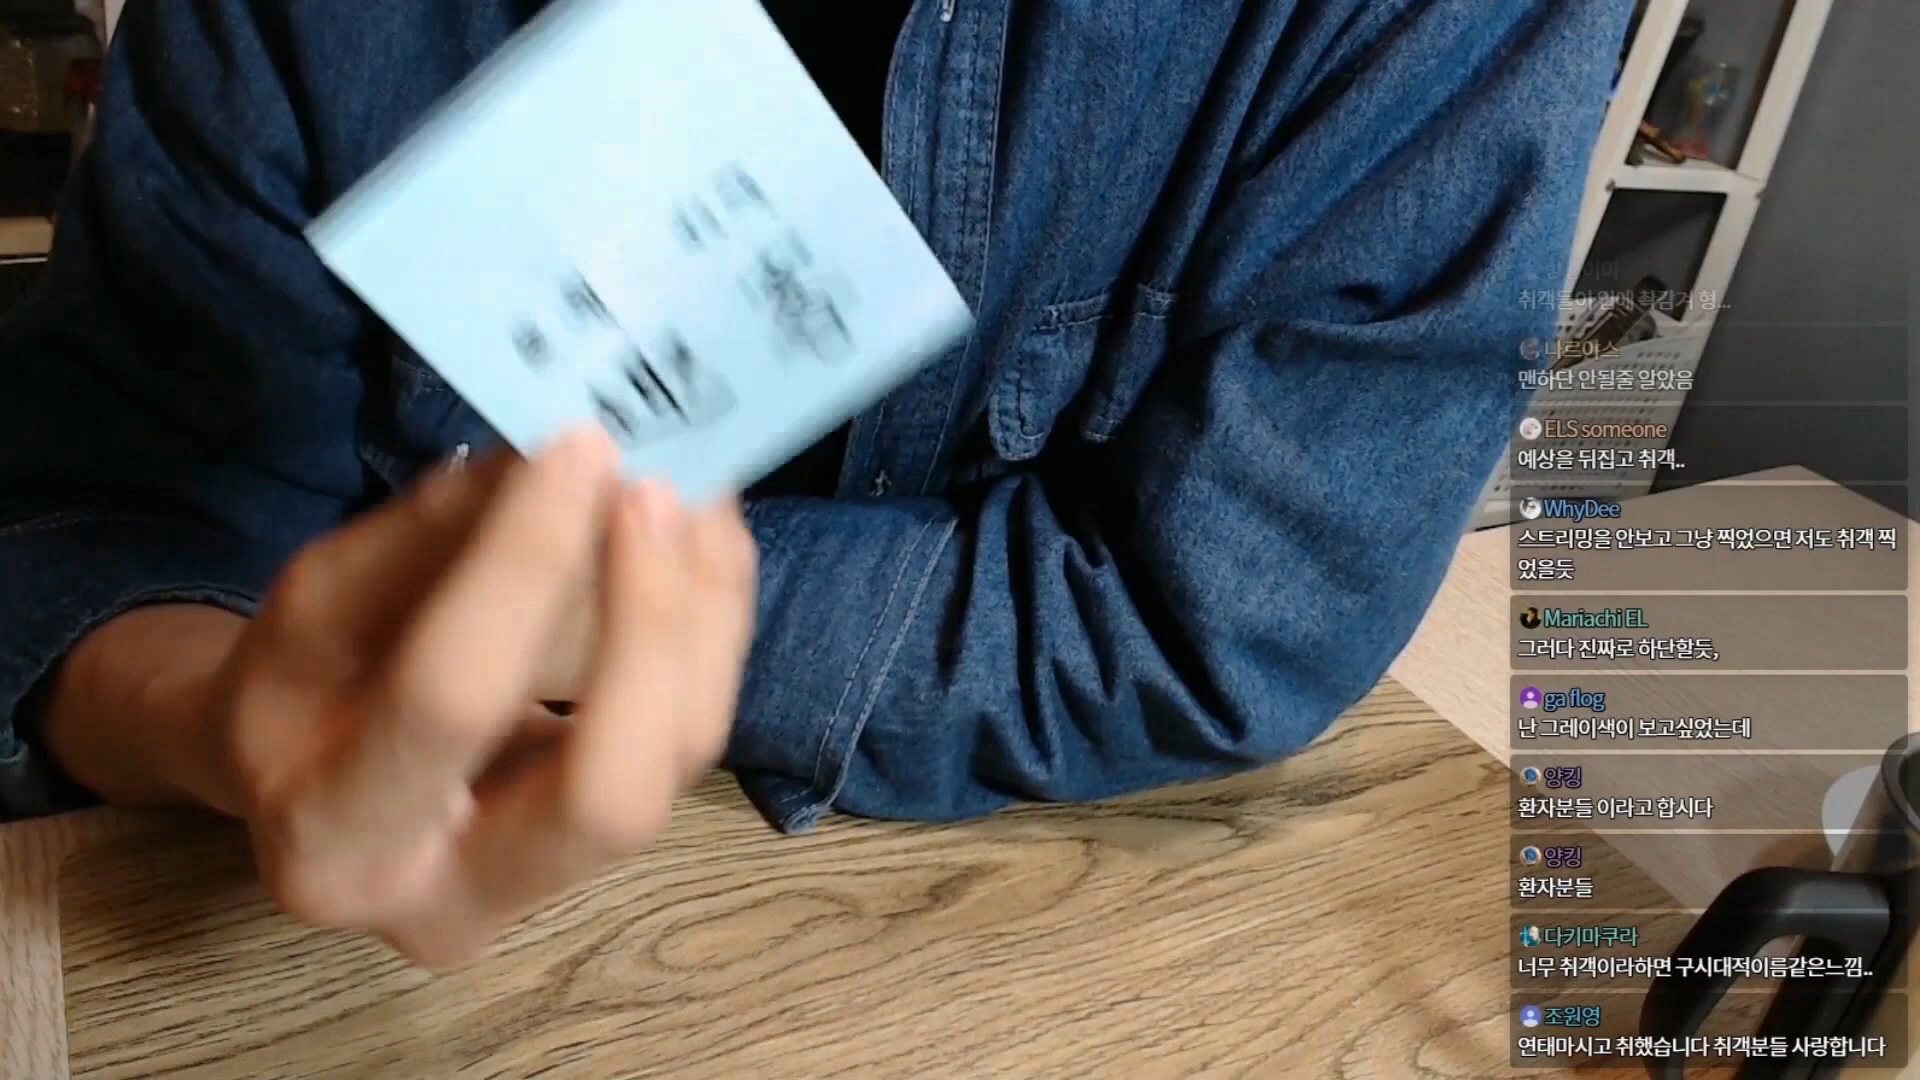 취객들이 입에 촥감겨 형...
나르야스
맨하단 안될줄 알았음
ELS someone
예상을 뒤집고 취객..
WhyDee
스트리밍을 안보고 그냥 찍었으면 저도 취객 찍
었을듯
Mariachi EL
그러다 진짜로 하단할듯,
ga flog
난 그레이색이 보고싶었는데
양킹
환자분들 이라고 합시다
양킹
환자분들
다키마쿠라
너무 취객이라하면 구시대적이름같은느낌..
조원영
연태마시고 취했습니다 취객분들 사랑합니다